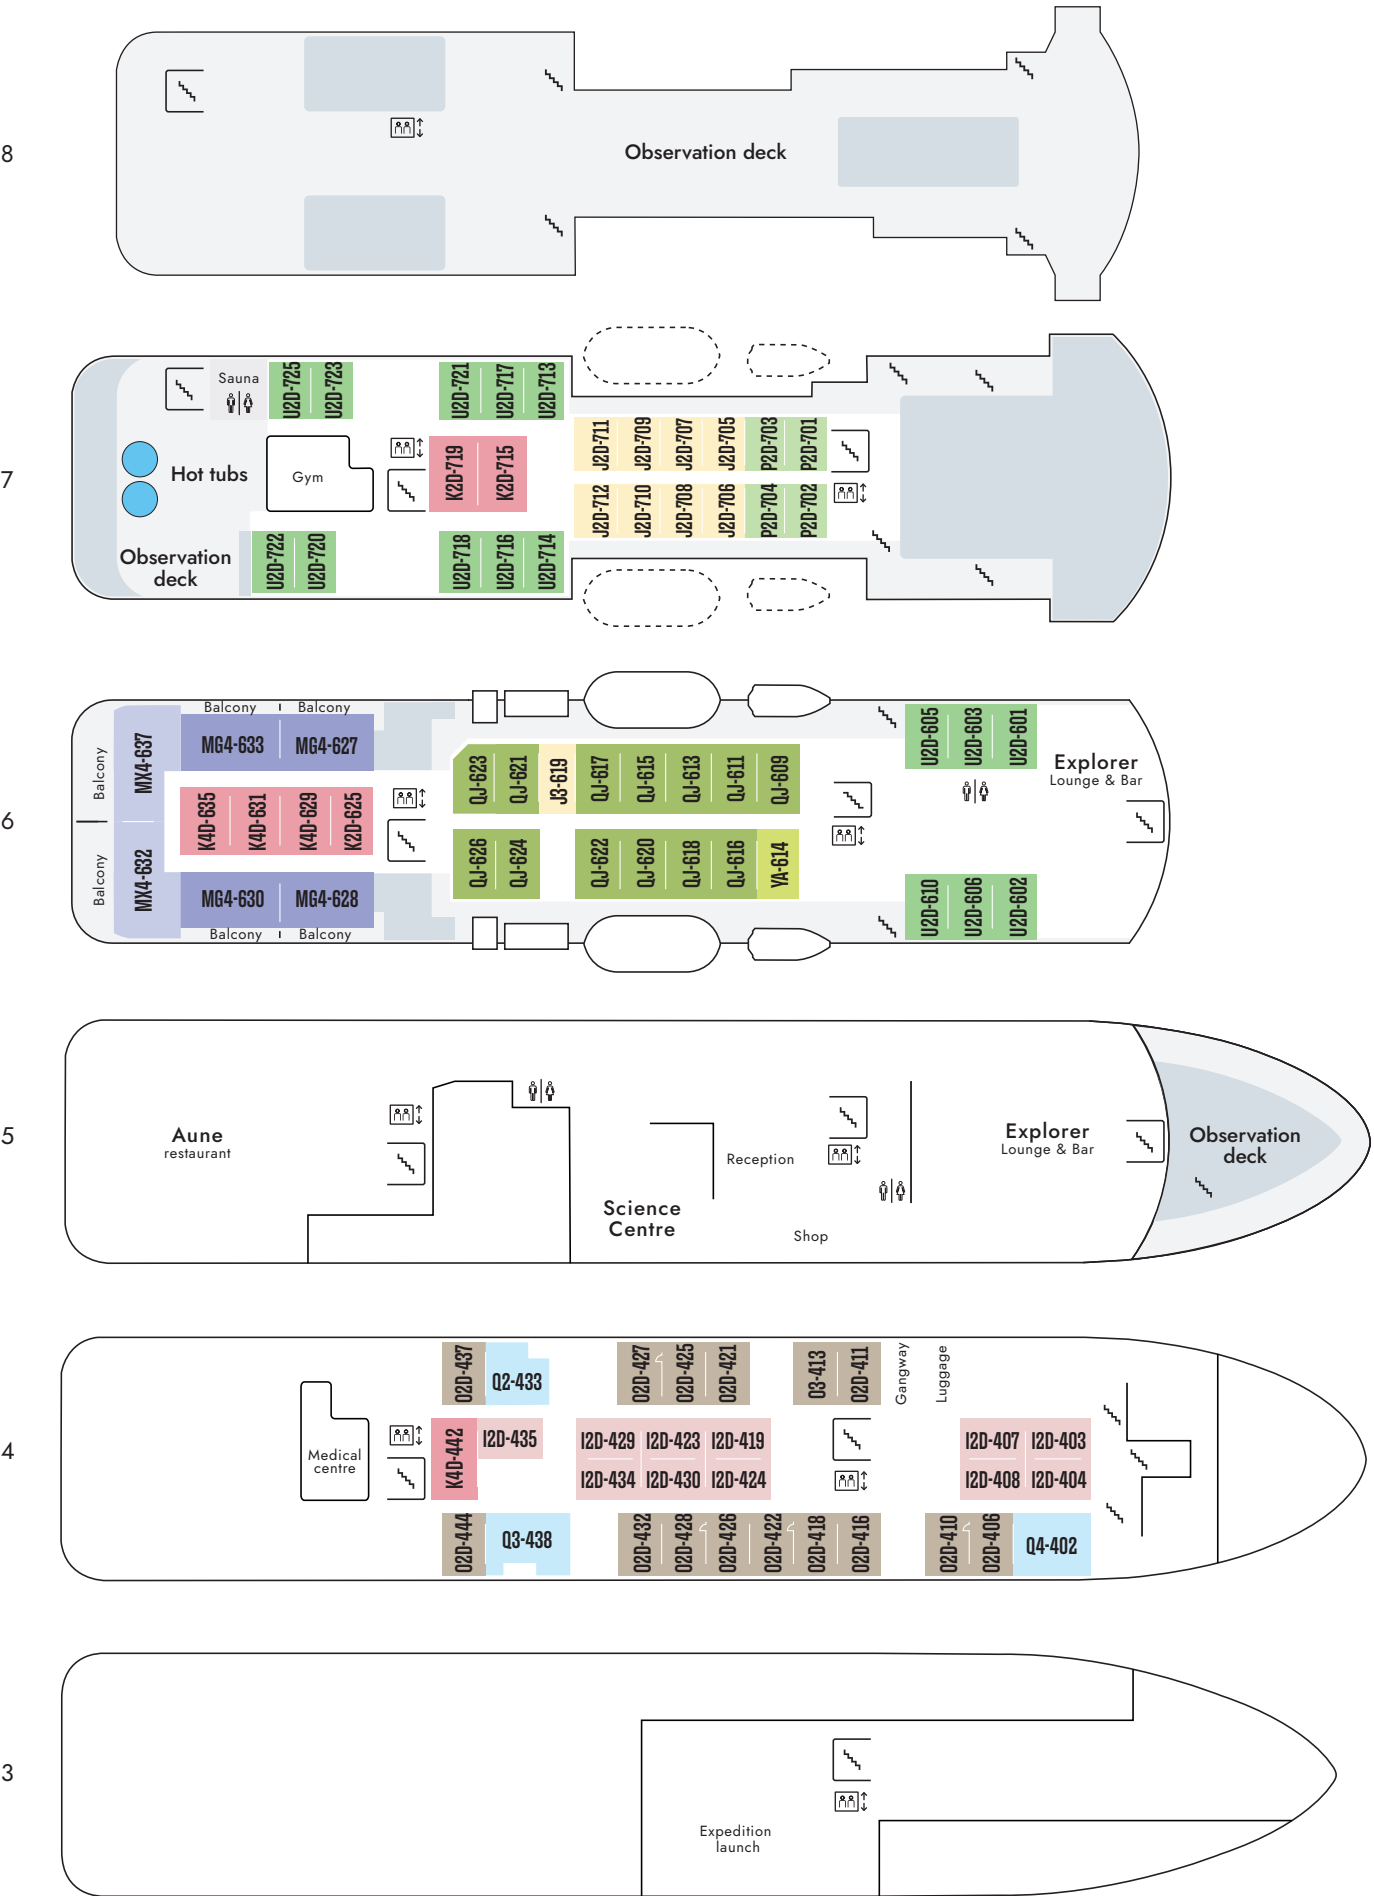 8
Observation deck
7
Sauna
U2D-725
U2D-723
U2D-721
U2D-717
U2D-713
J2D-711
J2D-709
J2D-707
J2D-705
P2D-703
P2D-701
Hot tubs
Gym
K2D-719
K2D-715
J2D-712
J2D-710
J2D-708
J2D-706
P2D-704
P2D-702
Observation
deck
U2D-722
U2D-720
U2D-718
U2D-716
U2D-714
6
Balcony
Balcony
Balcony
MX4-637
MG4-633
MG4-627
QJ-623
QJ-621
J3-619
QJ-617
QJ-615
QJ-613
QJ-611
QJ-609
U2D-605
U2D-603
U2D-601
Explorer
Lounge & Bar
K4D-635
K4D-631
K4D-629
K2D-625
Balcony
MX4-632
MG4-630
MG4-628
QJ-626
QJ-624
QJ-622
QJ-620
QJ-618
QJ-616
YA-614
U2D-610
U2D-606
U2D-602
Balcony
Balcony
5
Aune
restaurant
Science
Centre
Reception
Shop
Explorer
Lounge & Bar
Observation
deck
4
O2D-437
Q2-433
O2D-427
O2D-425
O2D-421
O3-413
O2D-411
Gangway
Luggage
Medical
centre
K4D-442
I2D-435
I2D-429
I2D-423
I2D-419
I2D-407
I2D-403
I2D-434
I2D-430
I2D-424
I2D-408
I2D-404
O2D-444
Q3-438
O2D-432
O2D-428
O2D-426
O2D-422
O2D-418
O2D-416
O2D-410
O2D-406
Q4-402
3
Expedition
launch